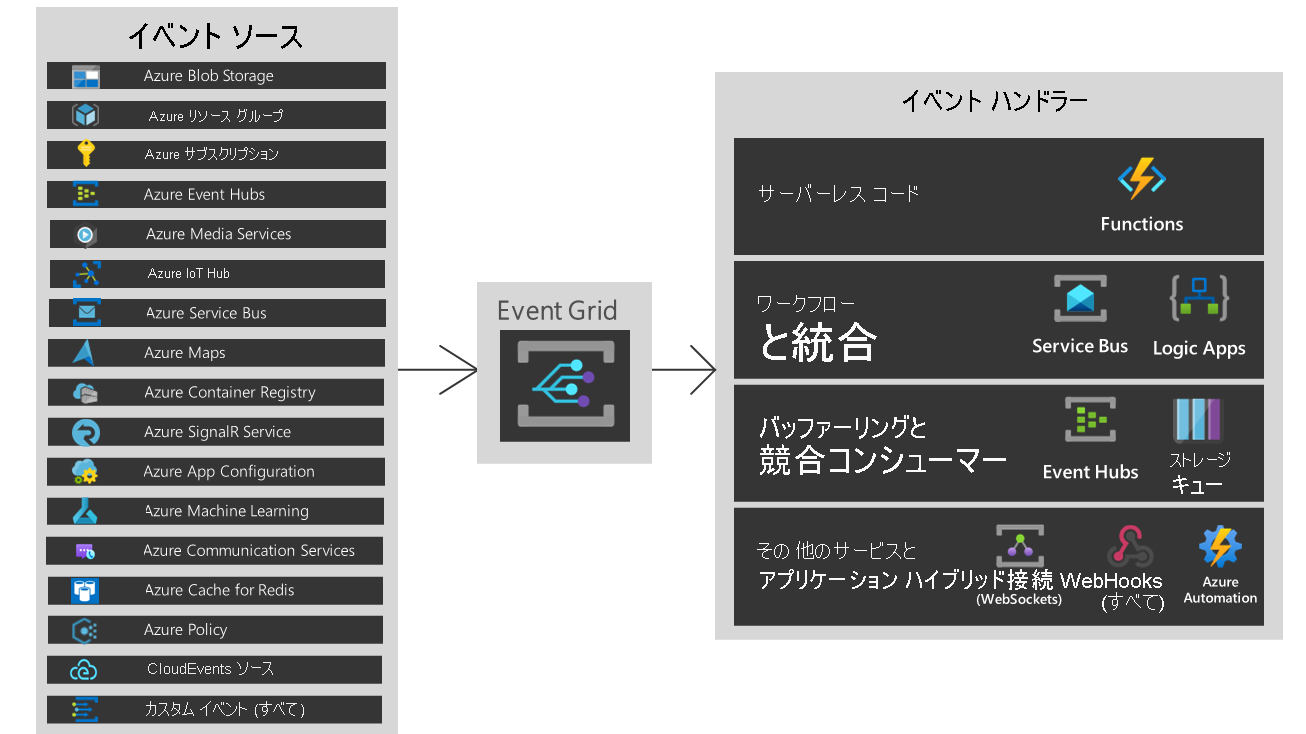 イベント ソース
Azure Blob Storage
Azure リソース グループ
Azure サブスクリプション
Azure Event Hubs
Azure Media Services
Azure IoT Hub
Azure Service Bus
Azure Maps
Azure Container Registry
Azure SignalR Service
Azure App Configuration
Azure Machine Learning
Azure Communication Services
Azure Cache for Redis
Azure Policy
CloudEvents ソース
カスタム イベント (すべて)
Event Grid
イベント ハンドラー
サーバーレス コード
Functions
ワークフロー
と統合
Service Bus
Logic Apps
バッファーリングと
競合コンシューマー
Event Hubs
ストレージ
キュー
その 他のサービスと
アプリケーション ハイブリッド接続 WebHooks
(WebSockets)
(すべて)
Azure
Automation